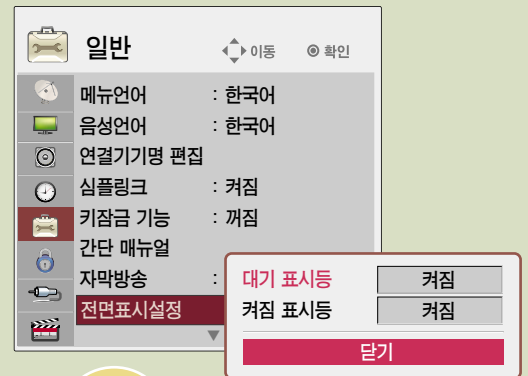 일반
이동
확인
메뉴언어 : 한국어
음성언어 : 한국어
연결기기명 편집
심플링크 : 켜짐
키잠금 기능 : 꺼짐
간단 매뉴얼
자막방송 :
전면표시설정
대기 표시등 켜짐
켜짐 표시등 켜짐
닫기